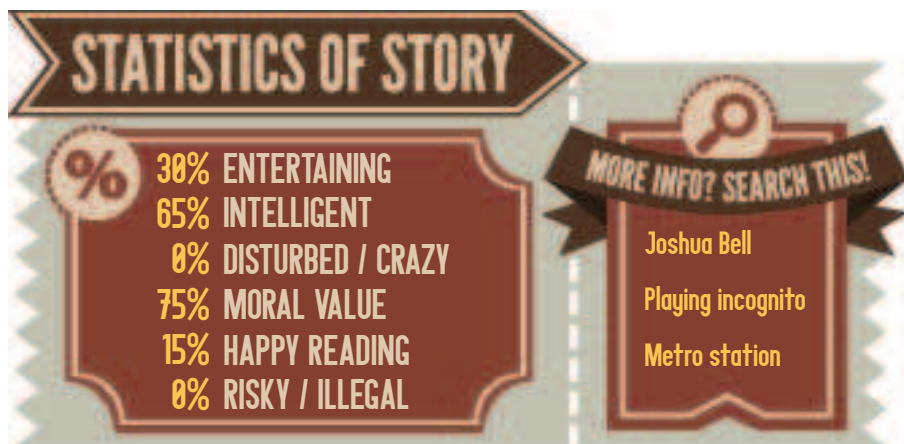 STATISTICS OF STORY
%
30% ENTERTAINING
65% INTELLIGENT
0% DISTURBED / CRAZY
75% MORAL VALUE
15% HAPPY READING
0% RISKY / ILLEGAL
MORE INFO? SEARCH THIS!
Joshua Bell
Playing incognito
Metro station